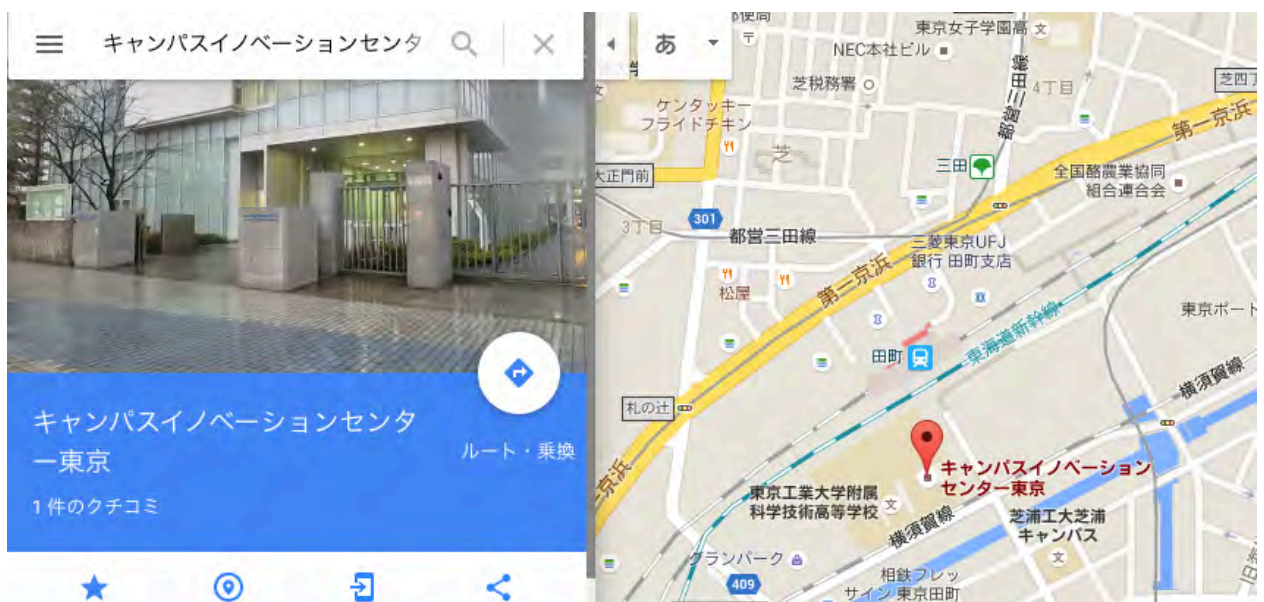 キャンパスイノベーションセンタ
キャンパスイノベーションセンタ
ー東京
1 件のクチコミ
ルート・乗換
あ
東京女子学園高
NEC本社ビル
芝税務署
4丁目
芝四丁
ケンタッキー
フライドチキン
都営三田線
第一京浜
芝
三田
全国酪農業協同
組合連合会
大正門前
301
3丁目
都営三田線
三菱東京UFJ
銀行 田町支店
松屋
第一京浜
東京ポート
田町
東海道新幹線
横須賀線
札の辻
キャンパスイノベーション
センター東京
京浜
東京工業大学附属
科学技術高等学校
横須賀線
芝浦工大芝浦
キャンパス
グランパーク
409
相鉄フレッ
サイン 東京田町